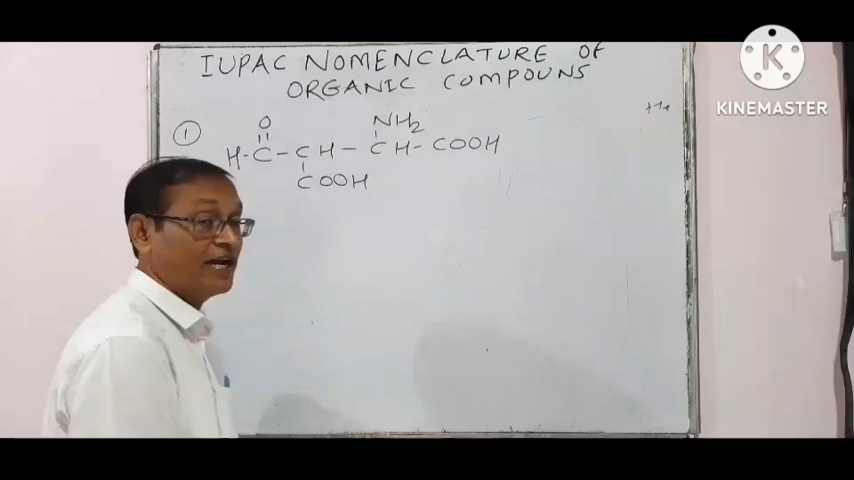 IUPAC NOMENCLATURE OF
ORGANIC COMPOUNS
K
KINEMASTER
①
O
NH₂
H-C-CH-CH-COOH
COOH